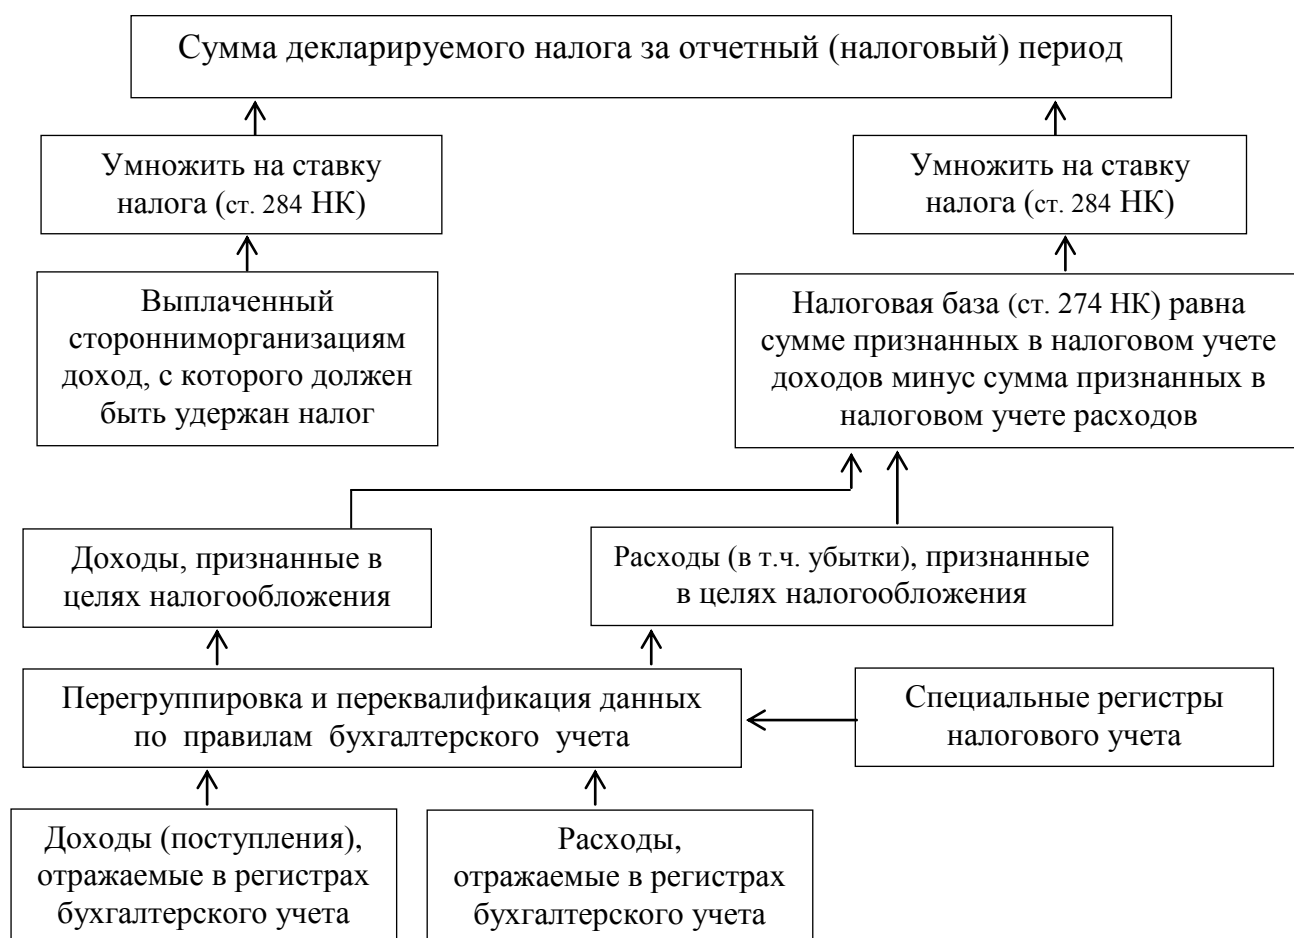 Сумма декларируемого налога за отчетный (налоговый) период
Умножить на ставку
налога (ст. 284 НК)
Умножить на ставку
налога (ст. 284 НК)
Выплаченный
стороннниморганизациям
доход, с которого должен
быть удержан налог
Налоговая база (ст. 274 НК) равна
сумме признанных в налоговом учете
доходов минус сумма признанных в
налоговом учете расходов
Доходы, признанные в
целях налогообложения
Расходы (в т.ч. убытки), признанные
в целях налогообложения
Перегруппировка и переквалификация данных
по правилам бухгалтерского учета
Специальные регистры
налогового учета
Доходы (поступления),
отражаемые в регистрах
бухгалтерского учета
Расходы,
отражаемые в регистрах
бухгалтерского учета